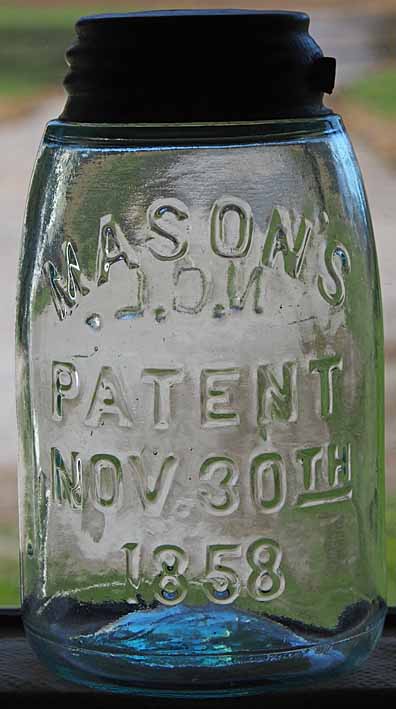 MASON'S
N.C.L.
PATENT
NOV. 30TH
1858